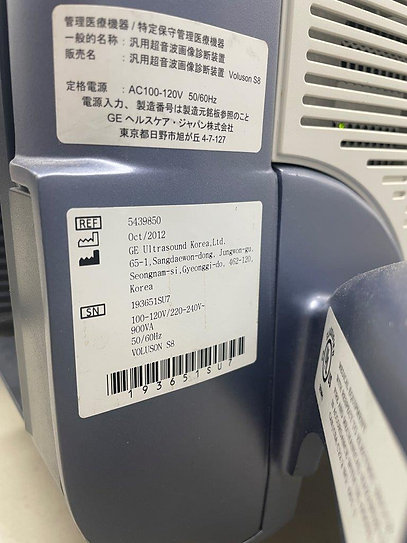 管理医療機器/特定保守管理医療機器
一般的名称:汎用超音波画像診断装置
販売名 :汎用超音波画像診断装置 Voluson S8
定格電源 :AC100-120V 50/60Hz
電源入力、製造番号は製造元銘板参照のこと
GE ヘルスケア・ジャパン株式会社
東京都日野市旭が丘 4-7-127
REF 5439850
Oct/2012
GE Ultrasound Korea,Ltd.
65-1,Sangdaewon-dong, Jungwon-gu,
Seongnam-si,Gyeonggi-do, 462-120,
Korea
SN 193651SU7
100-120V/220-240V~
900VA
50/60Hz
VOLUSON S8
193651SU7